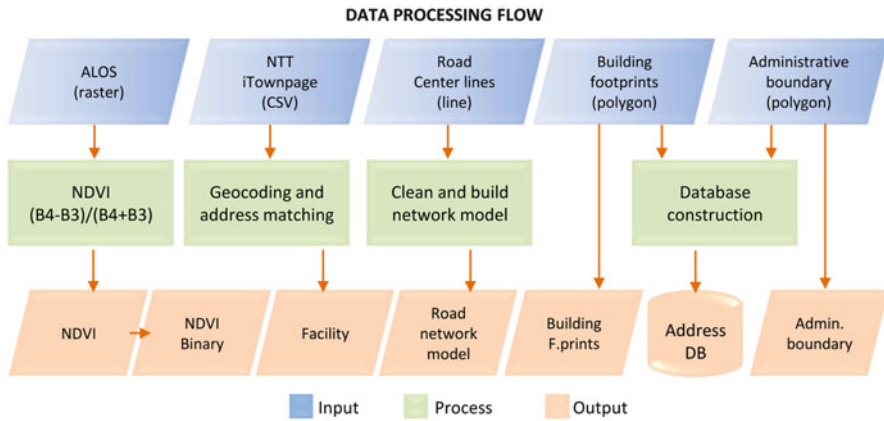 DATA PROCESSING FLOW
ALOS
(raster)
NTT
iTownpage
(CSV)
Road
Center lines
(line)
Building
footprints
(polygon)
Administrative
boundary
(polygon)
NDVI
(B4-B3)/(B4+B3)
Geocoding and
address matching
Clean and build
network model
Database
construction
NDVI
NDVI
Binary
Facility
Road
network
model
Building
F.prints
Address
DB
Admin.
boundary
Input
Process
Output